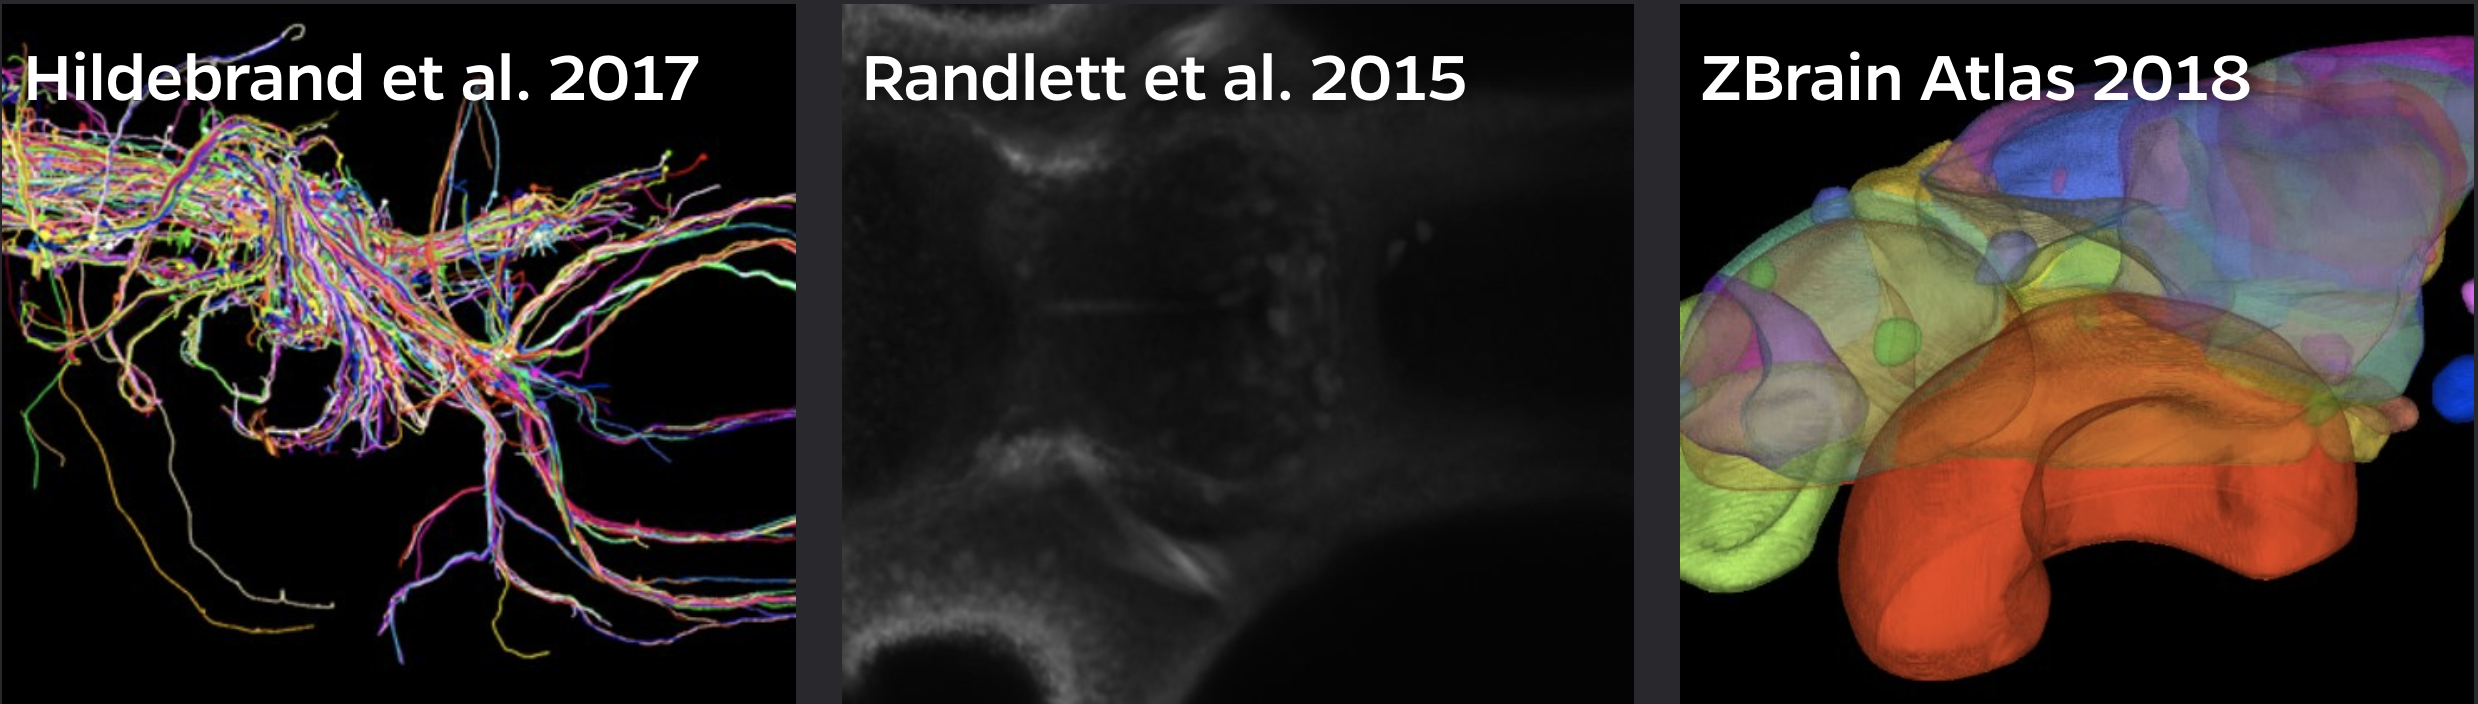 Hildebrand et al. 2017
Randlett et al. 2015
ZBrain Atlas 2018